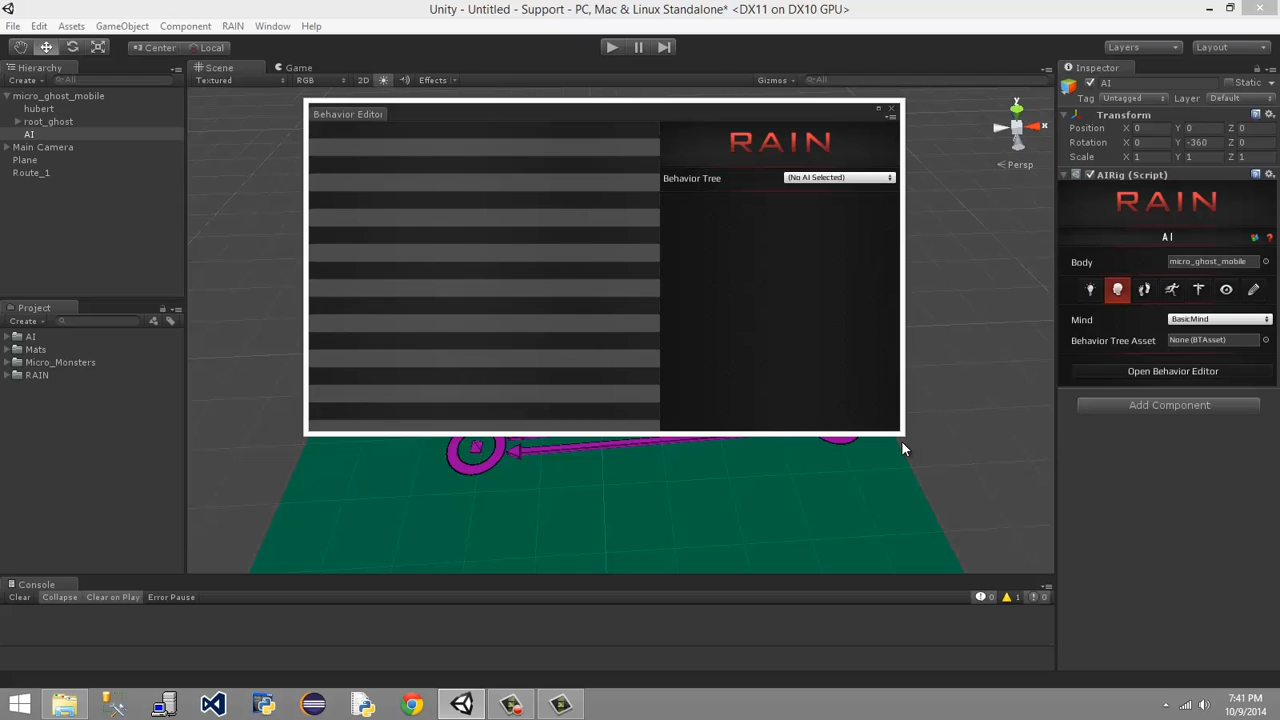 Unity - Untitled - Support - PC, Mac & Linux Standalone* <DX11 on DX10 GPU>
File Edit Assets GameObject Component RAIN Window Help
Center Local Layers Layout
Hierarchy Scene Game Inspector
Create All Textured RGB 2D Effects Gizmos All AI Static
micro_ghost_mobile Tag Untagged Layer Default
hubert Behavior Editor Transform
root_ghost Position X 0 Y 0 Z 0
AI RAIN Y X Rotation X 0 Y -360 Z 0
Main Camera Scale X 1 Y 1 Z 1
Plane Persp
Route_1 Behavior Tree (No AI Selected) AIRig (Script)
RAIN
AI
Body micro_ghost_mobile
Project
Create Mind BasicMind
AI Behavior Tree Asset None (BTAsset)
Mats
Micro_Monsters Open Behavior Editor
RAIN
Add Component
Console
Clear Collapse Clear on Play Error Pause 0 1 0
7:41 PM
10/9/2014